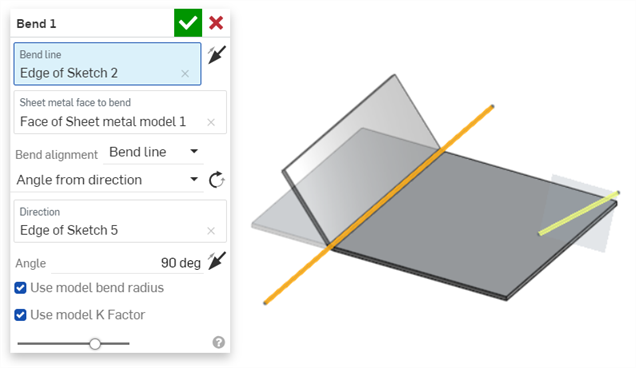 Bend 1
Bend line
Edge of Sketch 2
Sheet metal face to bend
Face of Sheet metal model 1
Bend alignment Bend line
Angle from direction
Direction
Edge of Sketch 5
Angle 90 deg
Use model bend radius
Use model K Factor
?